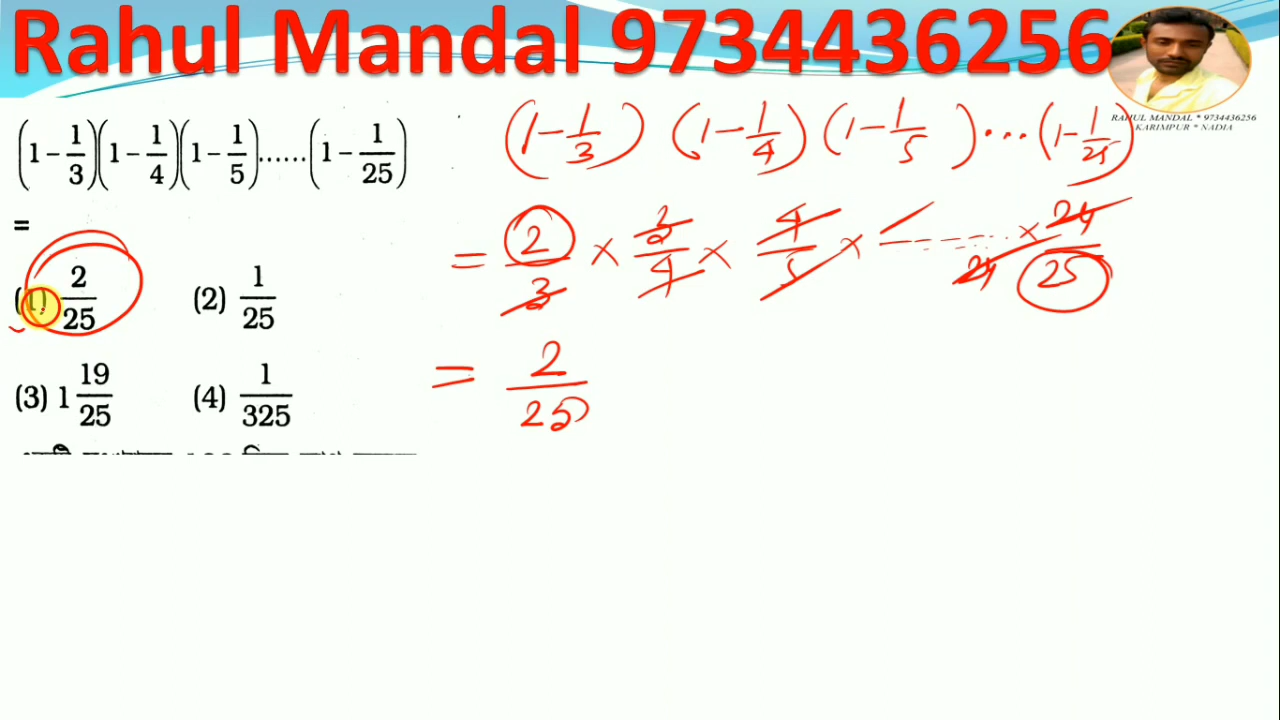 Rahul Mandal 9734436256
RAHUL MANDAL * 9734436256
KARIMPUR * NADIA
(1 - 1/3)(1 - 1/4)(1 - 1/5)......(1 - 1/25)
=
(1) 2/25 (2) 1/25
(3) 1 19/25 (4) 1/325
(1 - 1/3) (1 - 1/4) (1 - 1/5) ... (1 - 1/25)
= 2/3 × 3/4 × 4/5 × ------- × 24/25
= 2/25